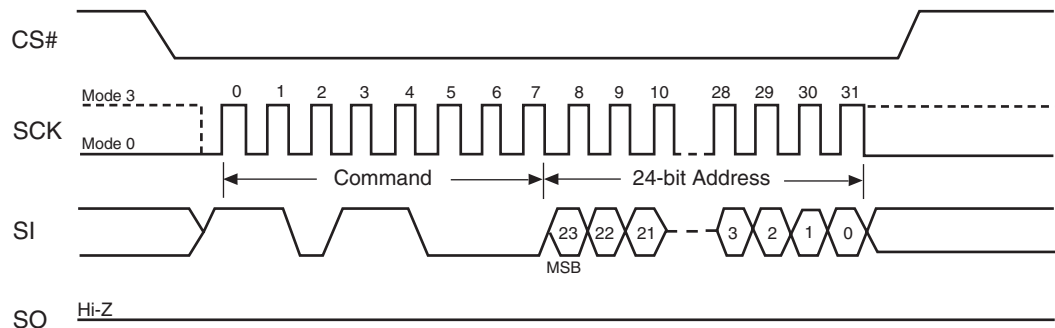 CS#
Mode 3
0 1 2 3 4 5 6 7 8 9 10 28 29 30 31
SCK
Mode 0
Command
24-bit Address
SI
23 22 21 3 2 1 0
MSB
Hi-Z
SO